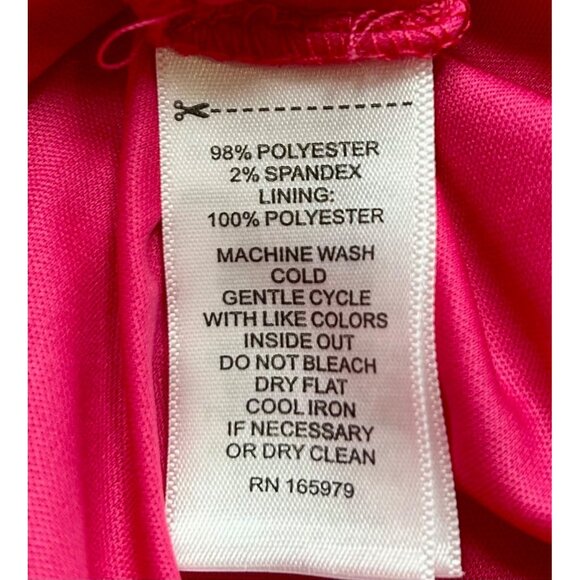 98% POLYESTER
2% SPANDEX
LINING:
100% POLYESTER
MACHINE WASH
COLD
GENTLE CYCLE
WITH LIKE COLORS
INSIDE OUT
DO NOT BLEACH
DRY FLAT
COOL IRON
IF NECESSARY
OR DRY CLEAN
RN 165979